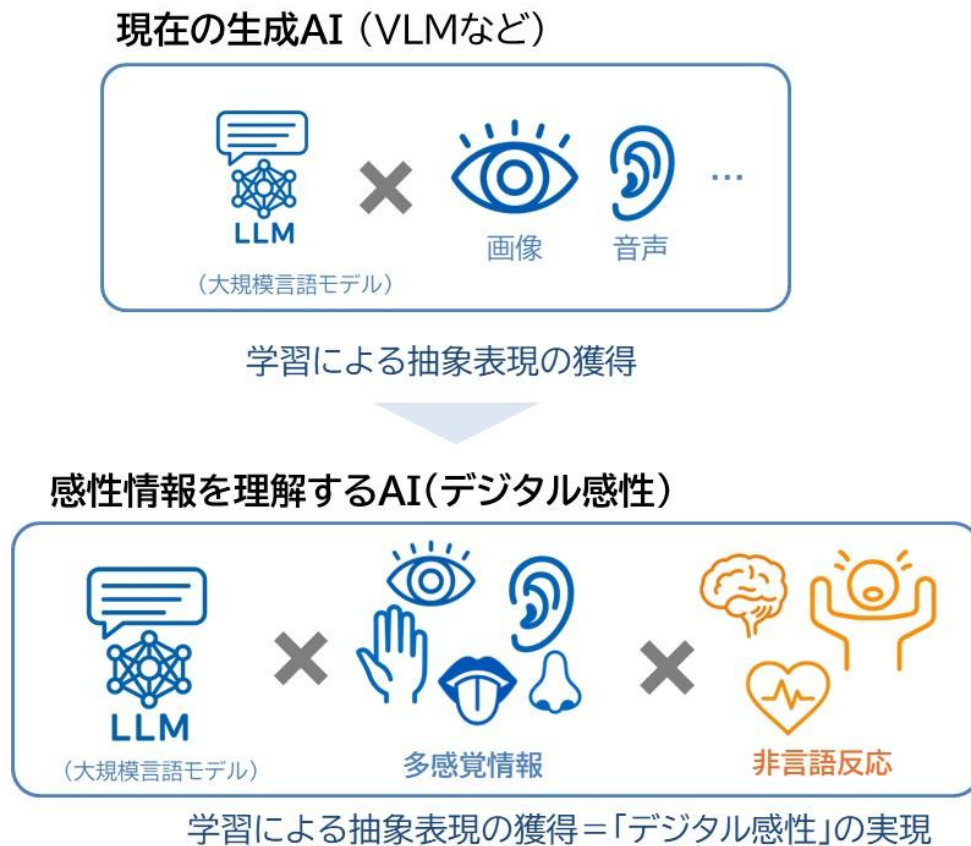 現在の生成AI（VLMなど）
LLM
（大規模言語モデル）
画像
音声
…
学習による抽象表現の獲得
感性情報を理解するAI（デジタル感性）
LLM
（大規模言語モデル）
多感覚情報
非言語反応
学習による抽象表現の獲得＝「デジタル感性」の実現